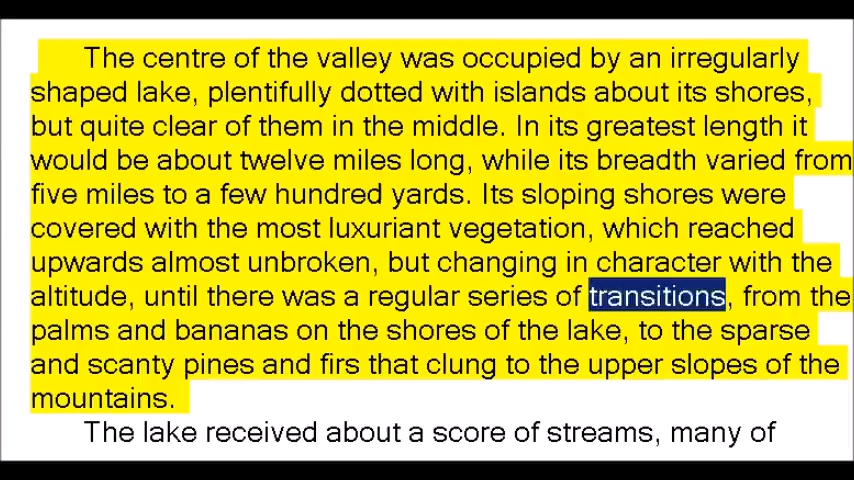 The centre of the valley was occupied by an irregularly
shaped lake, plentifully dotted with islands about its shores,
but quite clear of them in the middle. In its greatest length it
would be about twelve miles long, while its breadth varied from
five miles to a few hundred yards. Its sloping shores were
covered with the most luxuriant vegetation, which reached
upwards almost unbroken, but changing in character with the
altitude, until there was a regular series of transitions, from the
palms and bananas on the shores of the lake, to the sparse
and scanty pines and firs that clung to the upper slopes of the
mountains.
The lake received about a score of streams, many of